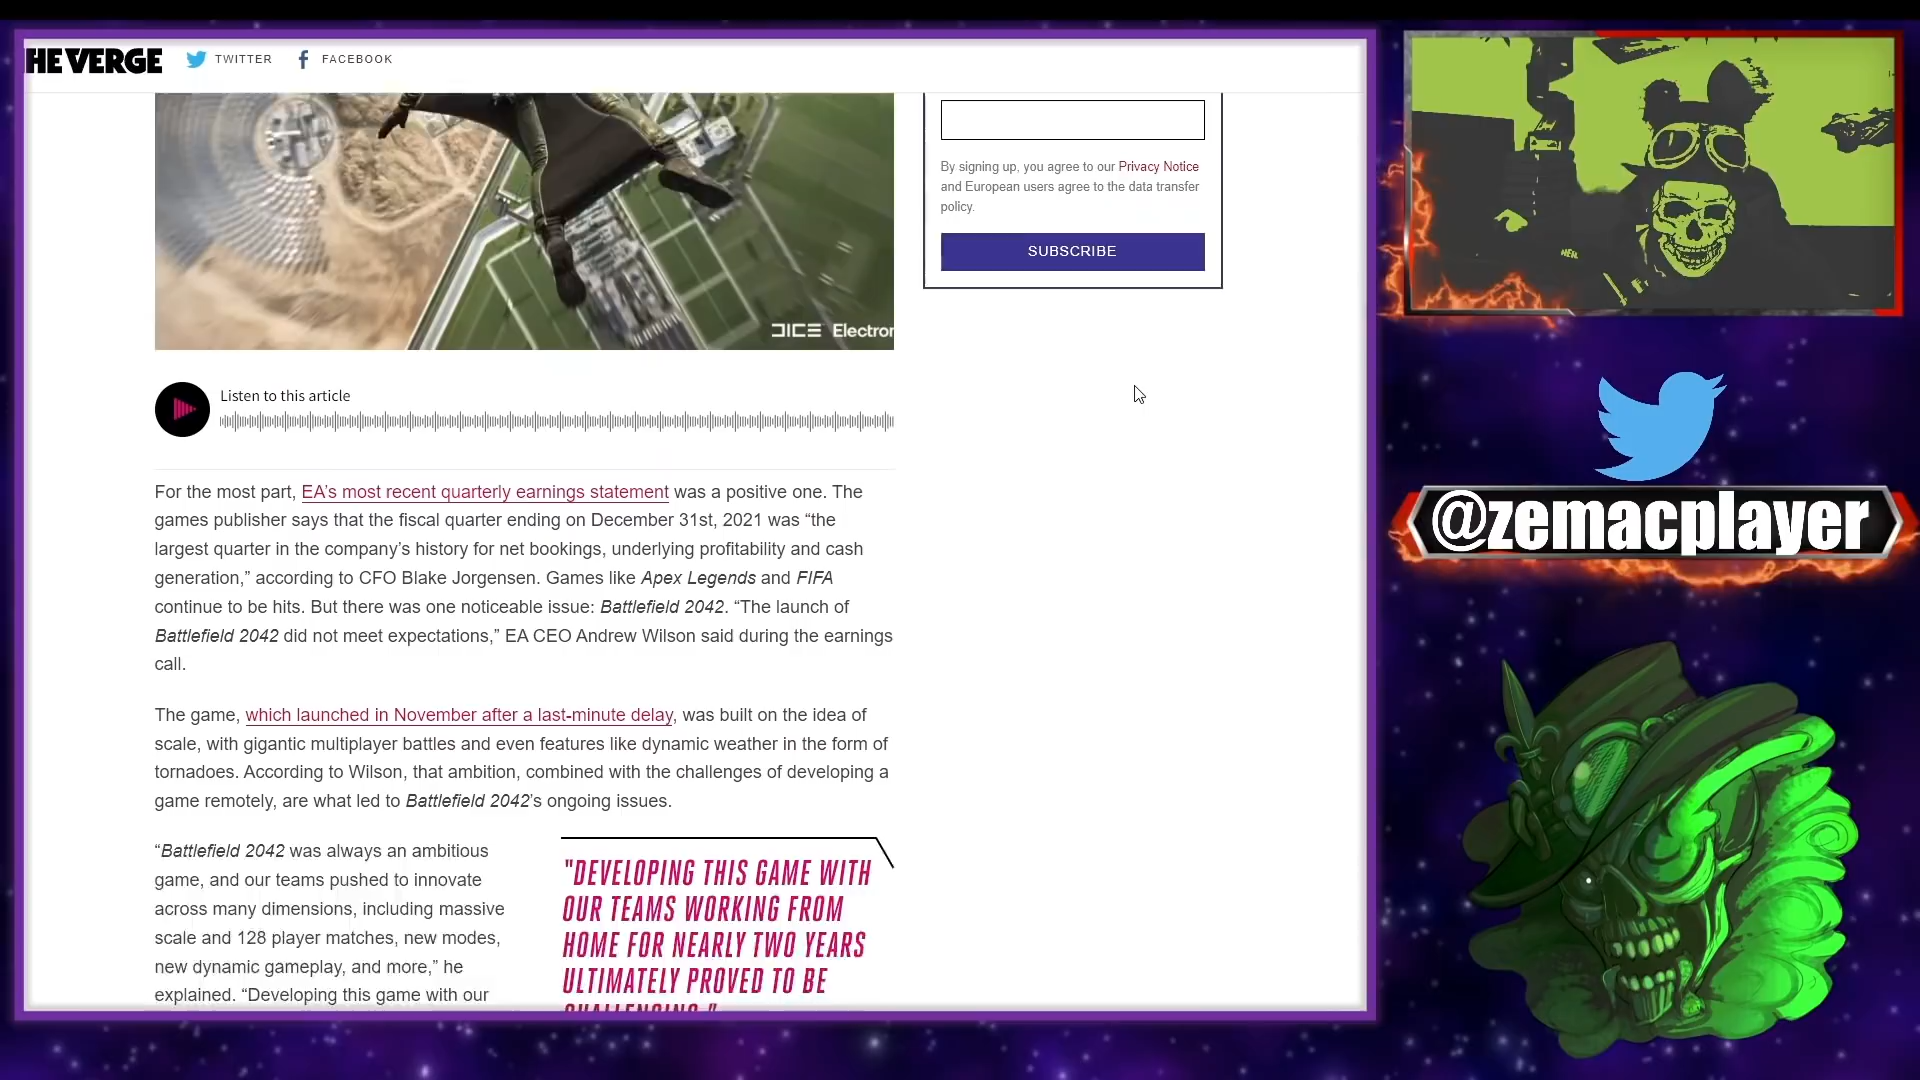 HE VERGE
TWITTER
FACEBOOK
By signing up, you agree to our Privacy Notice
and European users agree to the data transfer
policy.
SUBSCRIBE
DICE Electron
Listen to this article
For the most part, EA’s most recent quarterly earnings statement was a positive one. The
games publisher says that the fiscal quarter ending on December 31st, 2021 was “the
largest quarter in the company’s history for net bookings, underlying profitability and cash
generation,” according to CFO Blake Jorgensen. Games like Apex Legends and FIFA
continue to be hits. But there was one noticeable issue: Battlefield 2042. “The launch of
Battlefield 2042 did not meet expectations,” EA CEO Andrew Wilson said during the earnings
call.
The game, which launched in November after a last-minute delay, was built on the idea of
scale, with gigantic multiplayer battles and even features like dynamic weather in the form of
tornadoes. According to Wilson, that ambition, combined with the challenges of developing a
game remotely, are what led to Battlefield 2042’s ongoing issues.
“Battlefield 2042 was always an ambitious
game, and our teams pushed to innovate
across many dimensions, including massive
scale and 128 player matches, new modes,
new dynamic gameplay, and more,” he
explained. “Developing this game with our
"DEVELOPING THIS GAME WITH
OUR TEAMS WORKING FROM
HOME FOR NEARLY TWO YEARS
ULTIMATELY PROVED TO BE
CHALLENGING."
@zemacplayer